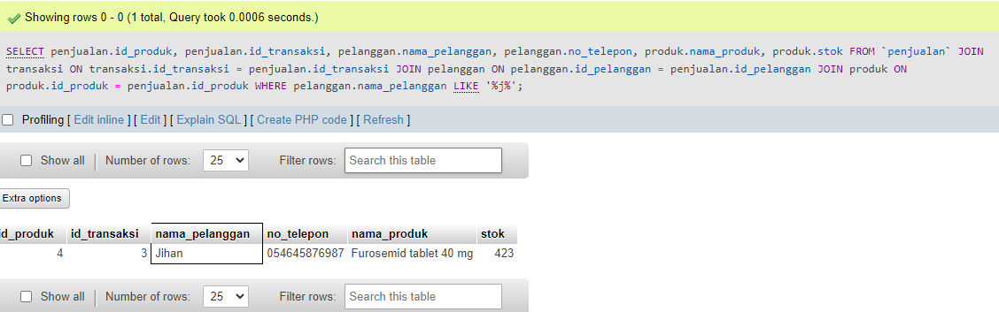 Showing rows 0 - 0 (1 total, Query took 0.0006 seconds.)
SELECT penjualan.id_produk, penjualan.id_transaksi, pelanggan.nama_pelanggan, pelanggan.no_telepon, produk.nama_produk, produk.stok FROM `penjualan` JOIN
transaksi ON transaksi.id_transaksi = penjualan.id_transaksi JOIN pelanggan ON pelanggan.id_pelanggan = penjualan.id_pelanggan JOIN produk ON
produk.id_produk = penjualan.id_produk WHERE pelanggan.nama_pelanggan LIKE '%j%';
Profiling [ Edit inline ] [ Edit ] [ Explain SQL ] [ Create PHP code ] [ Refresh ]
Show all Number of rows: 25 Filter rows: Search this table
Extra options
id_produk id_transaksi nama_pelanggan no_telepon nama_produk stok
4 3 Jihan 054645876987 Furosemid tablet 40 mg 423
Show all Number of rows: 25 Filter rows: Search this table